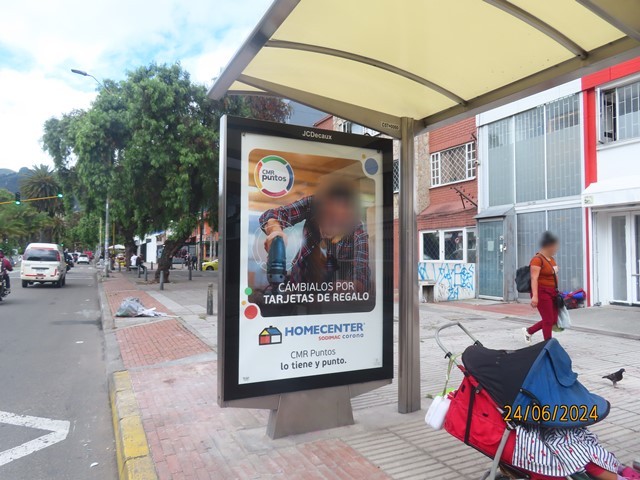 JCDecaux
CMR
puntos
CÁMBIALOS POR
TARJETAS DE REGALO
HOMECENTER
SODIMAC corona
CMR Puntos
lo tiene y punto.
24/06/2024